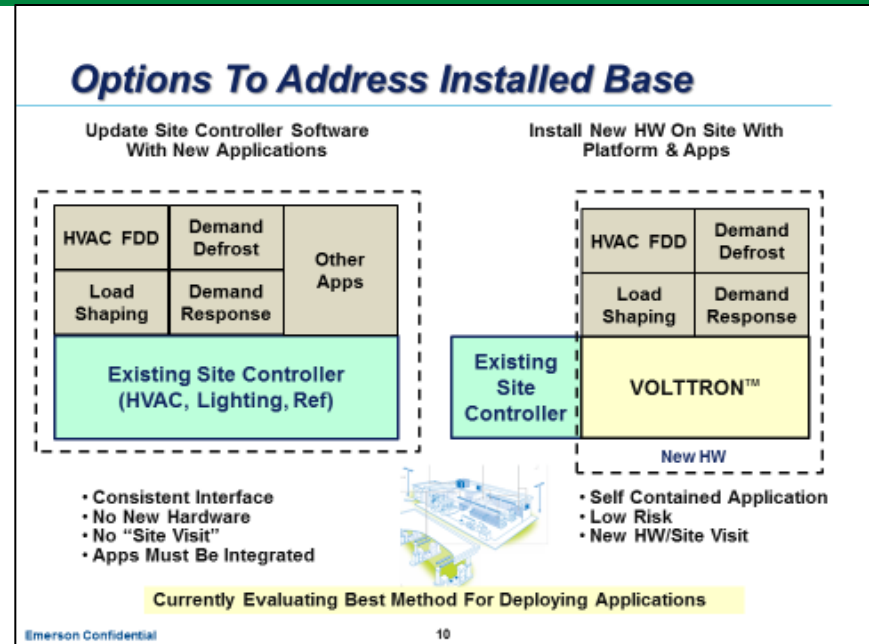 Options To Address Installed Base
Update Site Controller Software
With New Applications
HVAC FDD
Demand
Defrost
Other
Apps
Load
Shaping
Demand
Response
Existing Site Controller
(HVAC, Lighting, Ref)
• Consistent Interface
• No New Hardware
• No “Site Visit”
• Apps Must Be Integrated
Install New HW On Site With
Platform & Apps
HVAC FDD
Demand
Defrost
Load
Shaping
Demand
Response
Existing
Site
Controller
VOLTTRON™
New HW
• Self Contained Application
• Low Risk
• New HW/Site Visit
Currently Evaluating Best Method For Deploying Applications
Emerson Confidential
10